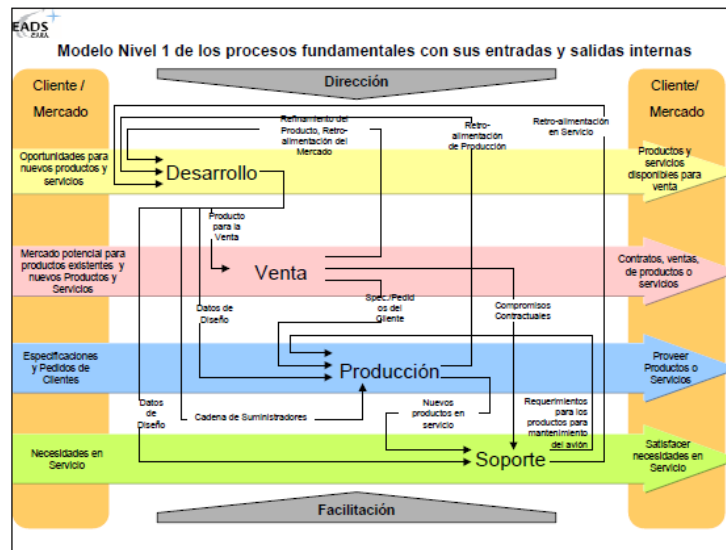 EADS
CASA
Modelo Nivel 1 de los procesos fundamentales con sus entradas y salidas internas
Cliente /
Mercado
Dirección
Cliente/
Mercado
Refinamiento del
Producto, Retro-
alimentación del
Mercado
Retro-
alimentación
de Producción
Retro-alimentación
en Servicio
Oportunidades para
nuevos productos y
servicios
Desarrollo
Productos y
servicios
disponibles para
venta
Producto
para la
Venta
Mercado potencial para
productos existentes y
nuevos Productos y
Servicios
Venta
Contratos, ventas,
de productos o
servicios
Datos de
Diseño
Spec./Pedid
os del
Cliente
Compromisos
Contractuales
Especificaciones
y Pedidos de
Clientes
Producción
Proveer
Productos o
Servicios
Datos
de
Diseño
Cadena de Suministradores
Nuevos
productos en
servicio
Requerimientos
para los
productos para
mantenimiento
del avión
Necesidades en
Servicio
Soporte
Satisfacer
necesidades en
Servicio
Facilitación